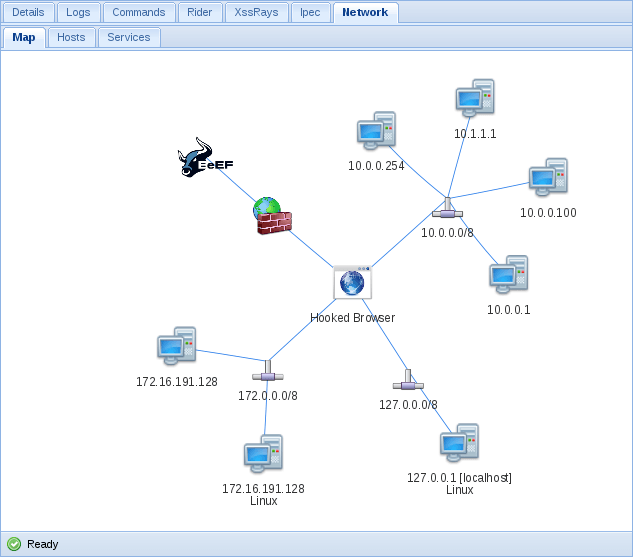 Details Logs Commands Rider XssRays Ipec Network
Map Hosts Services
10.1.1.1
10.0.0.254
BeEF
10.0.0.100
10.0.0.0/8
10.0.0.1
Hooked Browser
172.16.191.128
172.0.0.0/8
127.0.0.0/8
127.0.0.1 [localhost]
Linux
172.16.191.128
Linux
Ready